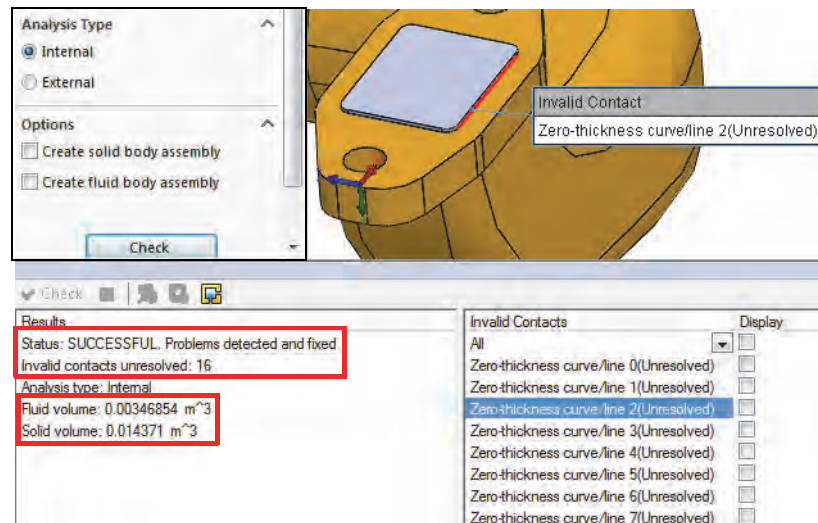 Analysis Type
Internal
External
Options
Create solid body assembly
Create fluid body assembly
Check
Invalid Contact
Zero-thickness curve/line 2(Unresolved)
Check
Results
Status: SUCCESSFUL. Problems detected and fixed
Invalid contacts unresolved: 16
Analysis type: Internal
Fluid volume: 0.00346854 m^3
Solid volume: 0.014371 m^3
Invalid Contacts Display
All
Zero-thickness curve/line 0(Unresolved)
Zero-thickness curve/line 1(Unresolved)
Zero-thickness curve/line 2(Unresolved)
Zero-thickness curve/line 3(Unresolved)
Zero-thickness curve/line 4(Unresolved)
Zero-thickness curve/line 5(Unresolved)
Zero-thickness curve/line 6(Unresolved)
Zero-thickness curve/line 7(Unresolved)